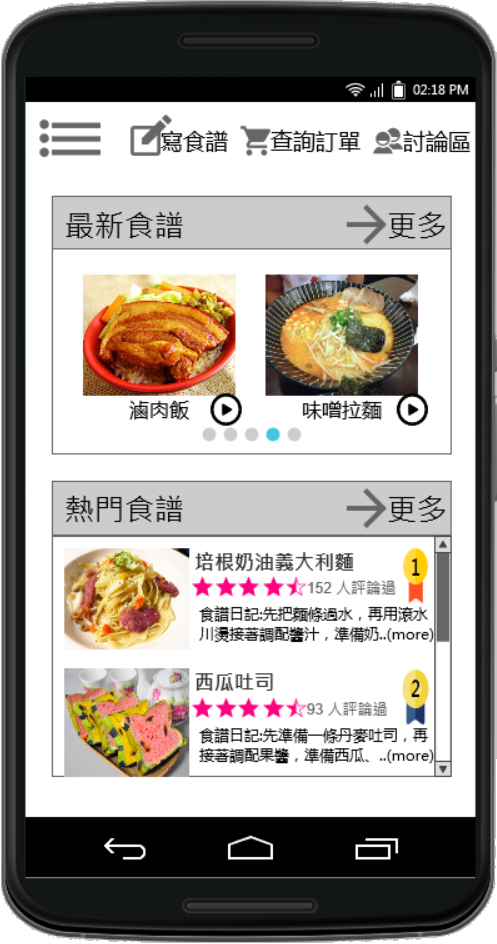 02:18 PM
寫食譜 查詢訂單 討論區
最新食譜 更多
滷肉飯 味噌拉麵
熱門食譜 更多
培根奶油義大利麵 1
152 人評論過
食譜日記:先把麵條過水，再用滾水
川燙接著調配醬汁，準備奶..(more)
西瓜吐司 2
93 人評論過
食譜日記:先準備一條丹麥吐司，再
接著調配果醬，準備西瓜、..(more)